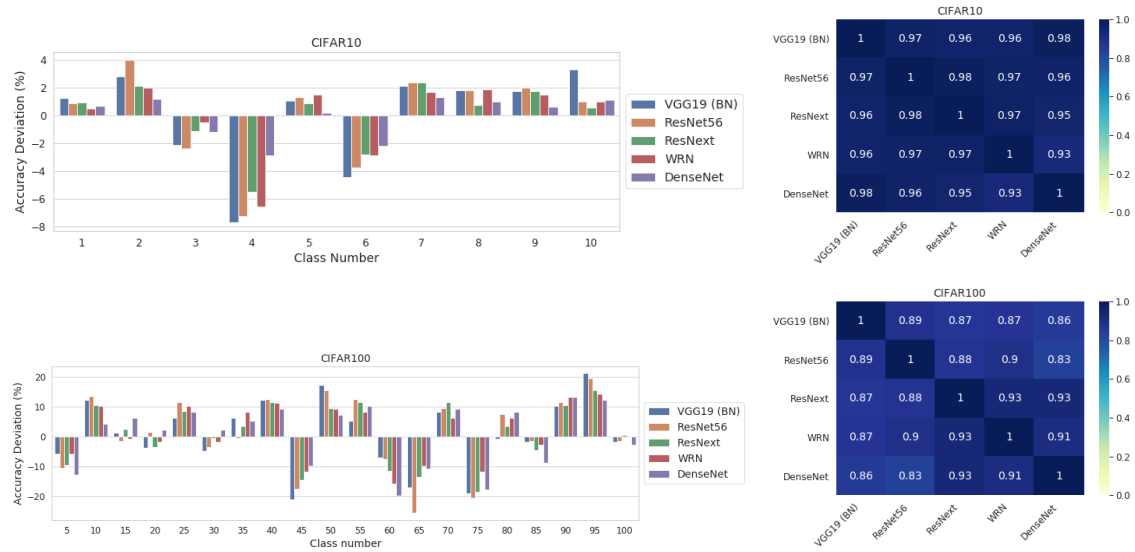 CIFAR10
Accuracy Deviation (%)
4
2
0
−2
−4
−6
−8
1 2 3 4 5 6 7 8 9 10
Class Number
VGG19 (BN)
ResNet56
ResNext
WRN
DenseNet
CIFAR10
VGG19 (BN) 1 0.97 0.96 0.96 0.98
ResNet56 0.97 1 0.98 0.97 0.96
ResNext 0.96 0.98 1 0.97 0.95
WRN 0.96 0.97 0.97 1 0.93
DenseNet 0.98 0.96 0.95 0.93 1
VGG19 (BN) ResNet56 ResNext WRN DenseNet
1.0
0.8
0.6
0.4
0.2
0.0
CIFAR100
Accuracy Deviation (%)
20
10
0
−10
−20
5 10 15 20 25 30 35 40 45 50 55 60 65 70 75 80 85 90 95 100
Class number
VGG19 (BN)
ResNet56
ResNext
WRN
DenseNet
CIFAR100
VGG19 (BN) 1 0.89 0.87 0.87 0.86
ResNet56 0.89 1 0.88 0.9 0.83
ResNext 0.87 0.88 1 0.93 0.93
WRN 0.87 0.9 0.93 1 0.91
DenseNet 0.86 0.83 0.93 0.91 1
VGG19 (BN) ResNet56 ResNext WRN DenseNet
1.0
0.8
0.6
0.4
0.2
0.0